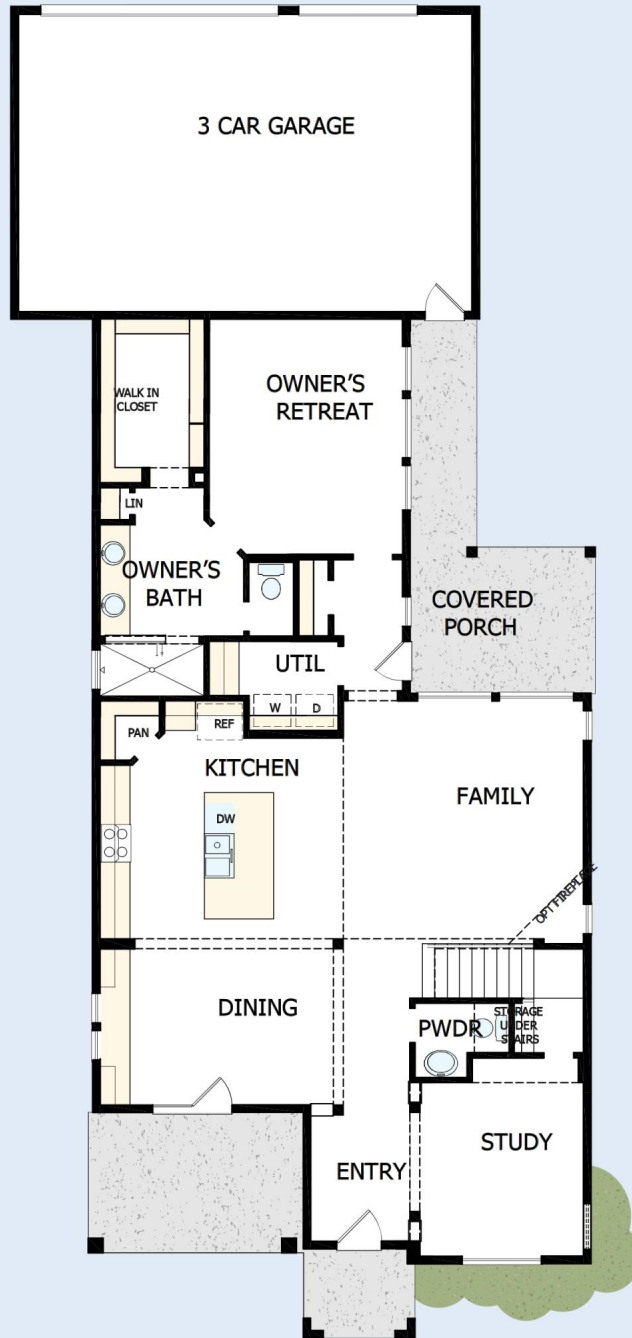 3 CAR GARAGE
WALK IN
CLOSET
OWNER'S
RETREAT
LIN
OWNER'S
BATH
COVERED
PORCH
UTIL
W
D
PAN
REF
KITCHEN
FAMILY
DW
OPT FIREPLACE
DINING
PWDR
STORAGE
UNDER
STAIRS
STUDY
ENTRY